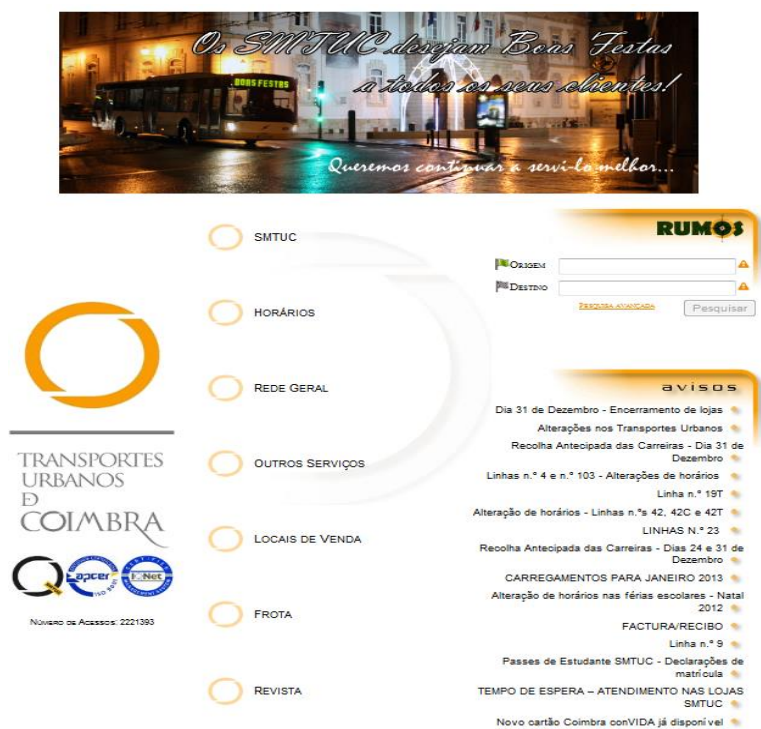 Os SMTUC desejam Boas Festas
a todos os seus clientes!
BOAS FESTAS
Queremos continuar a servi-lo melhor...
SMTUC
HORÁRIOS
REDE GERAL
OUTROS SERVIÇOS
LOCAIS DE VENDA
FROTA
REVISTA
TRANSPORTES
URBANOS
DE
COIMBRA
apcer
IQNet
ISO 9001
NÚMERO DE ACESSOS: 2221393
RUMOS
ORIGEM
DESTINO
PESQUISA AVANÇADA
Pesquisar
avisos
Dia 31 de Dezembro - Encerramento de lojas
Alterações nos Transportes Urbanos
Recolha Antecipada das Carreiras - Dia 31 de
Dezembro
Linhas n.º 4 e n.º 103 - Alterações de horários
Linha n.º 19T
Alteração de horários - Linhas n.ºs 42, 42C e 42T
LINHAS N.º 23
Recolha Antecipada das Carreiras - Dias 24 e 31 de
Dezembro
CARREGAMENTOS PARA JANEIRO 2013
Alteração de horários nas férias escolares - Natal
2012
FACTURA/RECIBO
Linha n.º 9
Passes de Estudante SMTUC - Declarações de
matrícula
TEMPO DE ESPERA – ATENDIMENTO NAS LOJAS
SMTUC
Novo cartão Coimbra conVIDA já disponível